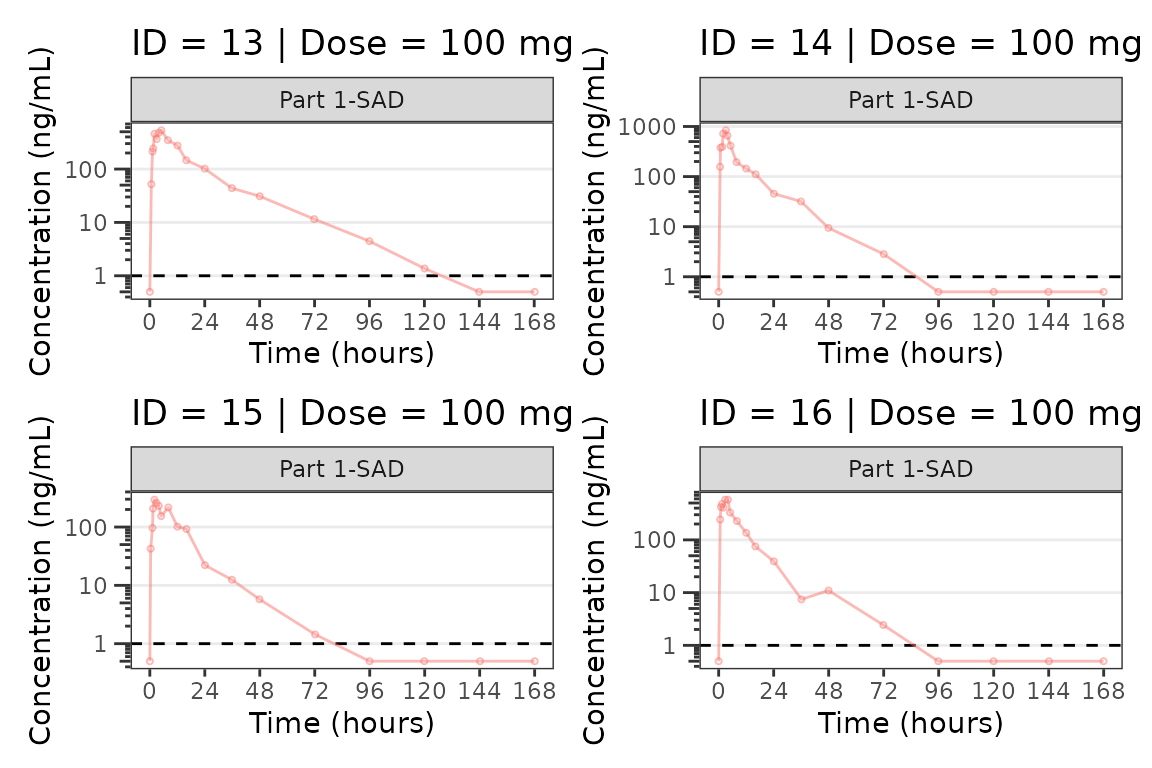 ID = 13 | Dose = 100 mg
Part 1-SAD
Concentration (ng/mL)
100
10
1
0 24 48 72 96 120 144 168
Time (hours)
ID = 14 | Dose = 100 mg
Part 1-SAD
Concentration (ng/mL)
1000
100
10
1
0 24 48 72 96 120 144 168
Time (hours)
ID = 15 | Dose = 100 mg
Part 1-SAD
Concentration (ng/mL)
100
10
1
0 24 48 72 96 120 144 168
Time (hours)
ID = 16 | Dose = 100 mg
Part 1-SAD
Concentration (ng/mL)
100
10
1
0 24 48 72 96 120 144 168
Time (hours)